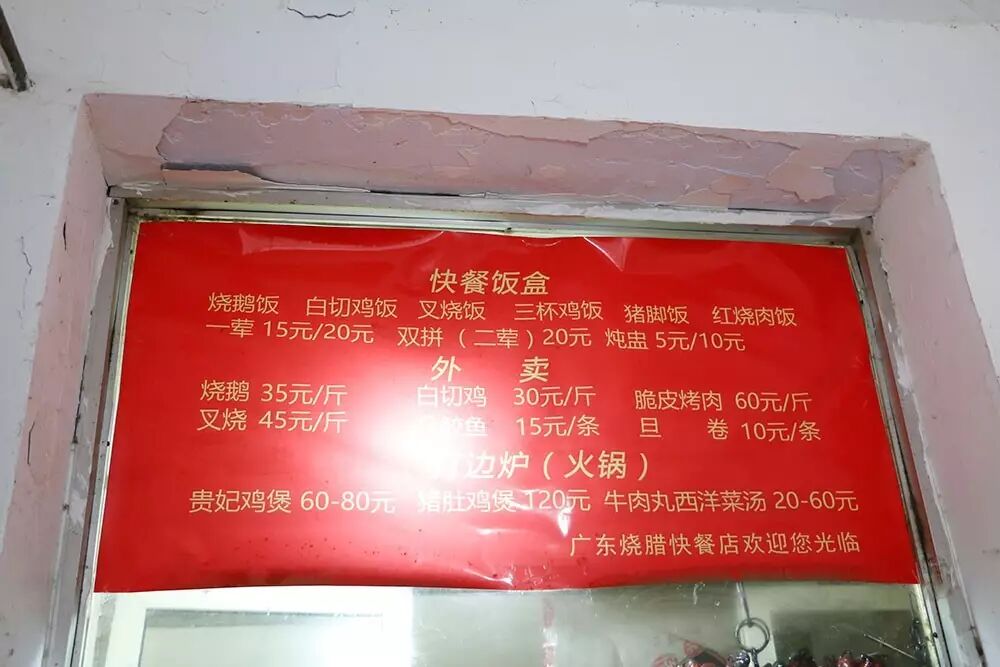 快餐饭盒
烧鹅饭 白切鸡饭 叉烧饭 三杯鸡饭 猪脚饭 红烧肉饭
一荤 15元/20元 双拼（二荤）20元 炖盅 5元/10元
外 卖
烧鹅 35元/斤 白切鸡 30元/斤 脆皮烤肉 60元/斤
叉烧 45元/斤 鲮鱼 15元/条 旦 卷 10元/条
边炉（火锅）
贵妃鸡煲 60-80元 猪肚鸡煲 120元 牛肉丸西洋菜汤 20-60元
广东烧腊快餐店欢迎您光临